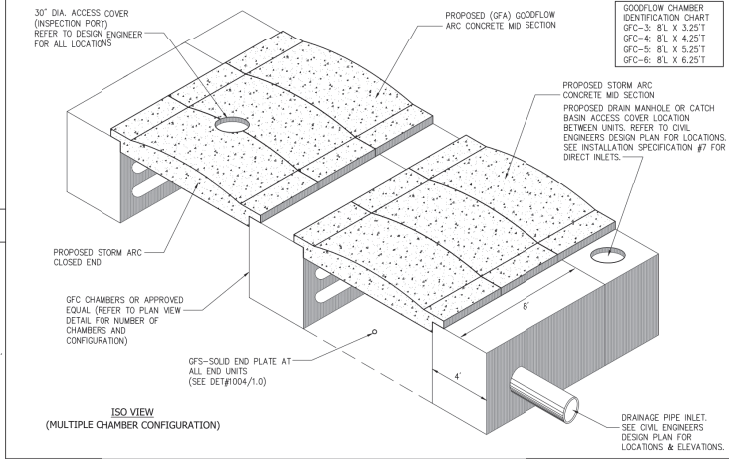 30" DIA. ACCESS COVER
(INSPECTION PORT)
REFER TO DESIGN ENGINEER
FOR ALL LOCATIONS
PROPOSED (GFA) GOODFLOW
ARC CONCRETE MID SECTION
GOODFLOW CHAMBER
IDENTIFICATION CHART
GFC-3: 8'L X 3.25'T
GFC-4: 8'L X 4.25'T
GFC-5: 8'L X 5.25'T
GFC-6: 8'L X 6.25'T
PROPOSED STORM ARC
CONCRETE MID SECTION
PROPOSED DRAIN MANHOLE OR CATCH
BASIN ACCESS COVER LOCATION
BETWEEN UNITS. REFER TO CIVIL
ENGINEERS DESIGN PLAN FOR LOCATIONS.
SEE INSTALLATION SPECIFICATION #7 FOR
DIRECT INLETS.
PROPOSED STORM ARC
CLOSED END
GFC CHAMBERS OR APPROVED
EQUAL (REFER TO PLAN VIEW
DETAIL FOR NUMBER OF
CHAMBERS AND
CONFIGURATION)
GFS-SOLID END PLATE AT
ALL END UNITS
(SEE DET#1004/1.0)
4'
ISO VIEW
(MULTIPLE CHAMBER CONFIGURATION)
DRAINAGE PIPE INLET.
SEE CIVIL ENGINEERS
DESIGN PLAN FOR
LOCATIONS & ELEVATIONS.